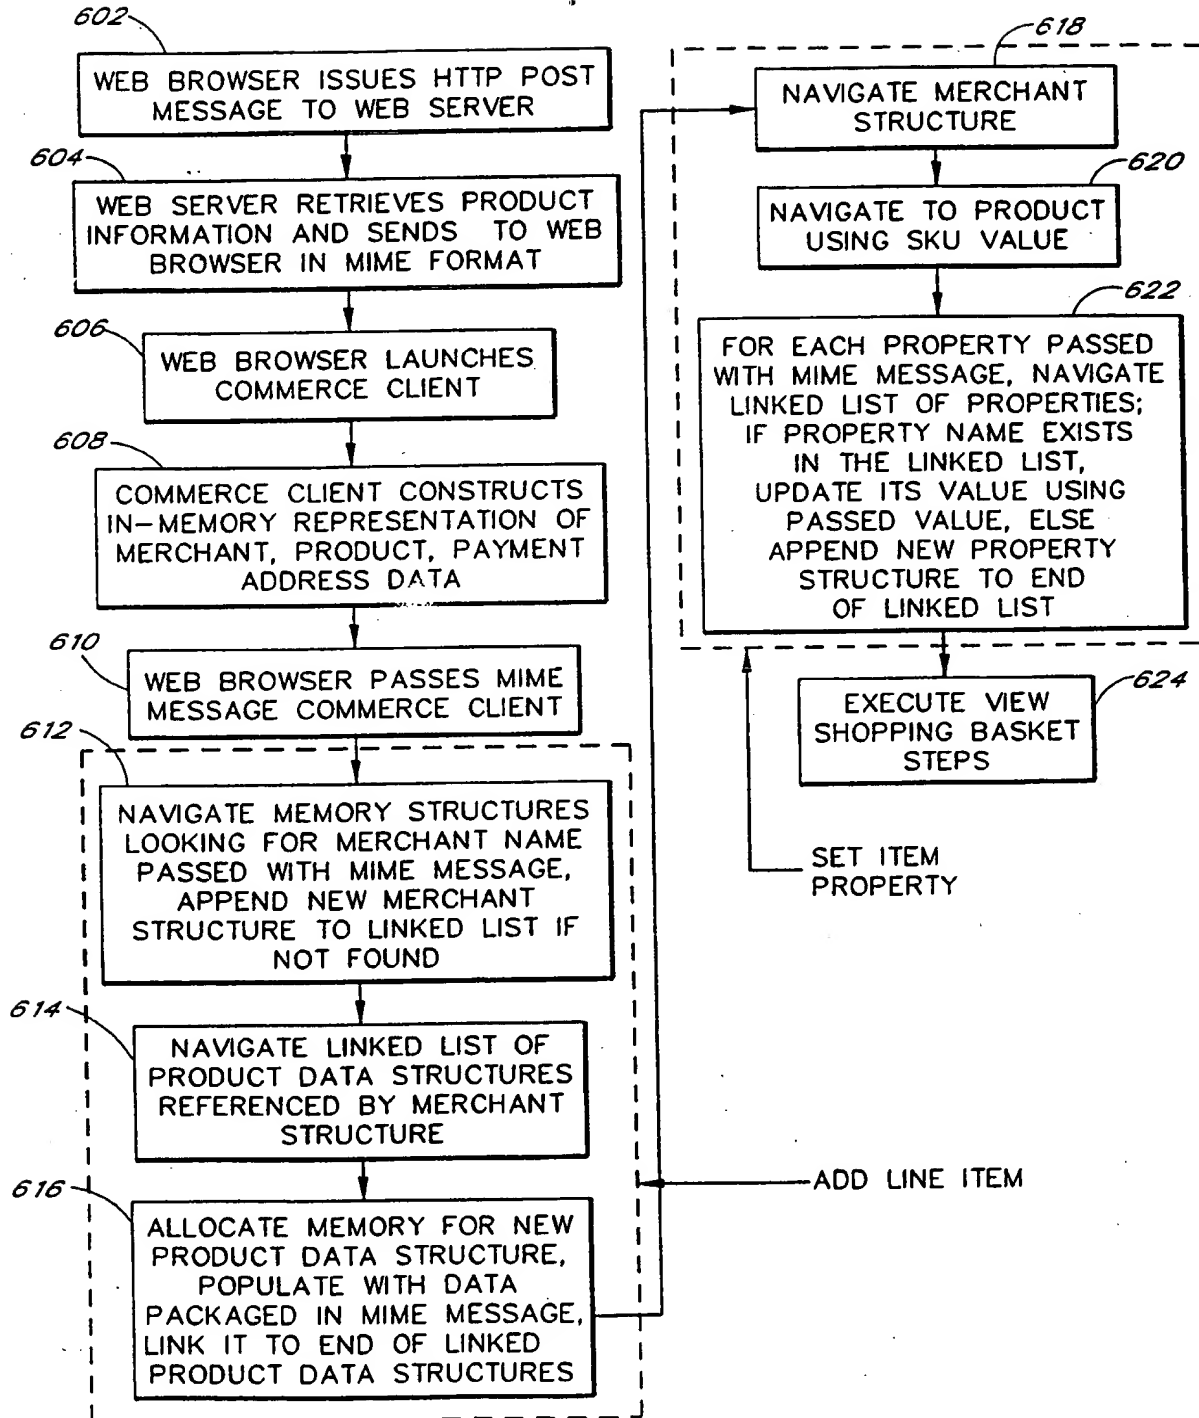 602
WEB BROWSER ISSUES HTTP POST
MESSAGE TO WEB SERVER
604
WEB SERVER RETRIEVES PRODUCT
INFORMATION AND SENDS TO WEB
BROWSER IN MIME FORMAT
606
WEB BROWSER LAUNCHES
COMMERCE CLIENT
608
COMMERCE CLIENT CONSTRUCTS
IN-MEMORY REPRESENTATION OF
MERCHANT, PRODUCT, PAYMENT
ADDRESS DATA
610
WEB BROWSER PASSES MIME
MESSAGE COMMERCE CLIENT
612
NAVIGATE MEMORY STRUCTURES
LOOKING FOR MERCHANT NAME
PASSED WITH MIME MESSAGE,
APPEND NEW MERCHANT
STRUCTURE TO LINKED LIST IF
NOT FOUND
614
NAVIGATE LINKED LIST OF
PRODUCT DATA STRUCTURES
REFERENCED BY MERCHANT
STRUCTURE
616
ALLOCATE MEMORY FOR NEW
PRODUCT DATA STRUCTURE,
POPULATE WITH DATA
PACKAGED IN MIME MESSAGE,
LINK IT TO END OF LINKED
PRODUCT DATA STRUCTURES
ADD LINE ITEM
618
NAVIGATE MERCHANT
STRUCTURE
620
NAVIGATE TO PRODUCT
USING SKU VALUE
622
FOR EACH PROPERTY PASSED
WITH MIME MESSAGE, NAVIGATE
LINKED LIST OF PROPERTIES;
IF PROPERTY NAME EXISTS
IN THE LINKED LIST,
UPDATE ITS VALUE USING
PASSED VALUE, ELSE
APPEND NEW PROPERTY
STRUCTURE TO END
OF LINKED LIST
624
EXECUTE VIEW
SHOPPING BASKET
STEPS
SET ITEM
PROPERTY